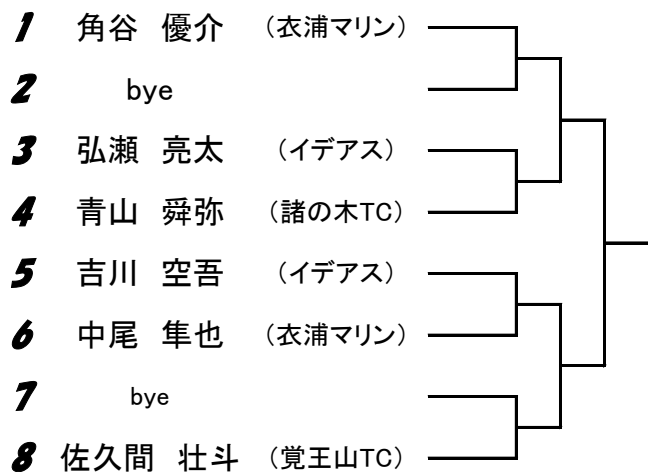 1 角谷 優介 (衣浦マリン)
2 bye
3 弘瀬 亮太 (イデアス)
4 青山 舜弥 (諸の木TC)
5 吉川 空吾 (イデアス)
6 中尾 隼也 (衣浦マリン)
7 bye
8 佐久間 壮斗 (覚王山TC)